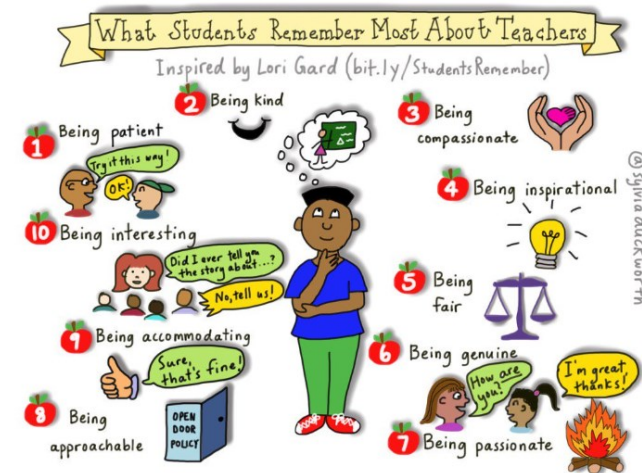 What Students Remember Most About Teachers
Inspired by Lori Gard (bit.ly/StudentsRemember)
1 Being patient
Try it this way!
OK!
2 Being kind
3 Being
compassionate
4 Being inspirational
5 Being
fair
6 Being genuine
How are
you?
I'm great,
thanks!
7 Being passionate
8 Being
approachable
OPEN
DOOR
POLICY
9 Being accommodating
Sure,
that's fine!
10 Being interesting
Did I ever tell you
the story about...?
No, tell us!
@sylviaduckworth